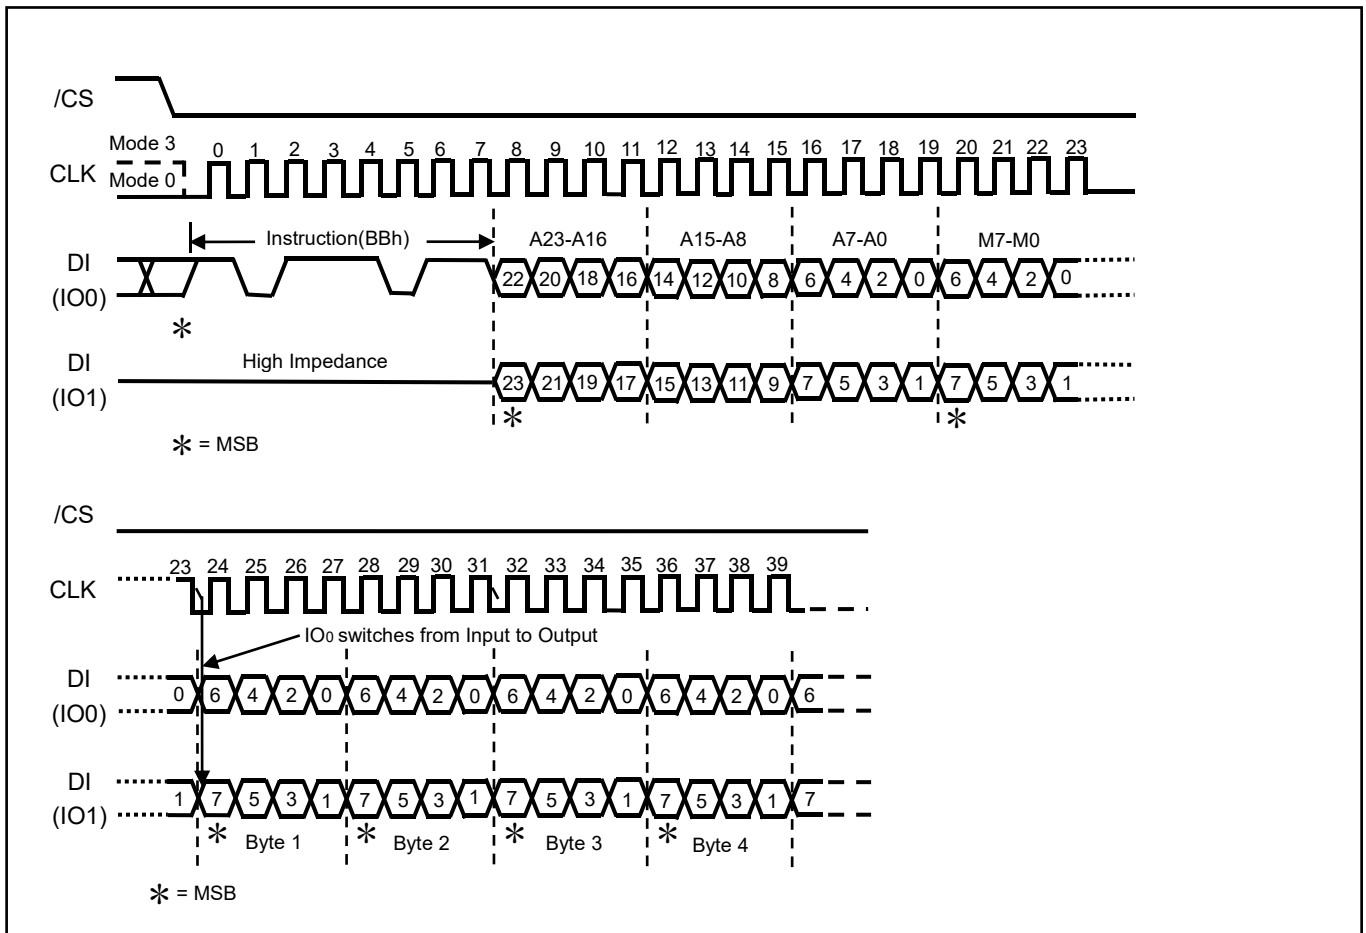 /CS
Mode 3
CLK
Mode 0
0 1 2 3 4 5 6 7 8 9 10 11 12 13 14 15 16 17 18 19 20 21 22 23
Instruction(BBh) A23-A16 A15-A8 A7-A0 M7-M0
DI
(IO0)
22 20 18 16 14 12 10 8 6 4 2 0 6 4 2 0
*
High Impedance
DI
(IO1)
23 21 19 17 15 13 11 9 7 5 3 1 7 5 3 1
* *
* = MSB
/CS
23 24 25 26 27 28 29 30 31 32 33 34 35 36 37 38 39
CLK
IO0 switches from Input to Output
DI
(IO0)
0 6 4 2 0 6 4 2 0 6 4 2 0 6 4 2 0 6
DI
(IO1)
1 7 5 3 1 7 5 3 1 7 5 3 1 7 5 3 1 7
* Byte 1 * Byte 2 * Byte 3 * Byte 4
* = MSB